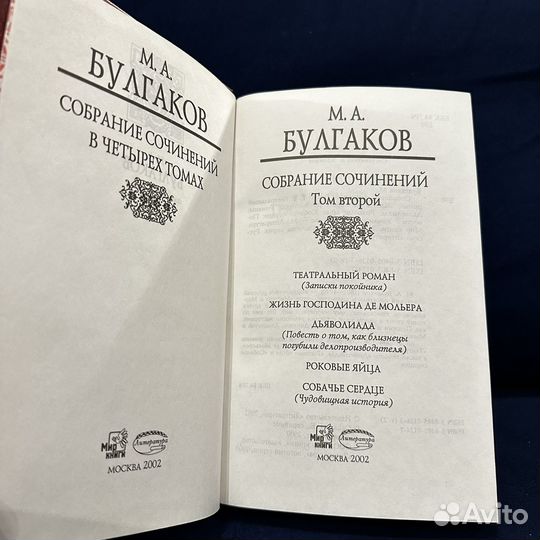 М. А.
БУЛГАКОВ
СОБРАНИЕ СОЧИНЕНИЙ
В ЧЕТЫРЕХ ТОМАХ
Мир
книги
Литература
МОСКВА 2002
М. А.
БУЛГАКОВ
СОБРАНИЕ СОЧИНЕНИЙ
Том второй
ТЕАТРАЛЬНЫЙ РОМАН
(Записки покойника)
ЖИЗНЬ ГОСПОДИНА ДЕ МОЛЬЕРА
ДЬЯВОЛИАДА
(Повесть о том, как близнецы
погубили делопроизводителя)
РОКОВЫЕ ЯЙЦА
СОБАЧЬЕ СЕРДЦЕ
(Чудовищная история)
Мир
книги
Литература
МОСКВА 2002
Avito